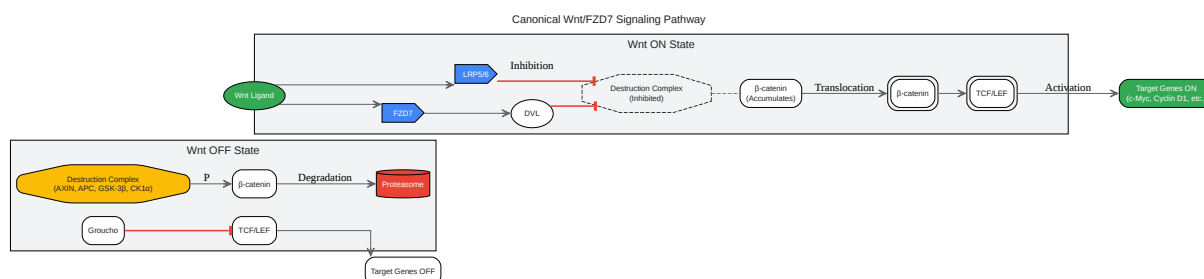 Canonical Wnt/FZD7 Signaling Pathway
Wnt ON State
Wnt Ligand
LRP5/6
Inhibition
FZD7
DVL
Destruction Complex
(Inhibited)
β-catenin
(Accumulates)
Translocation
β-catenin
TCF/LEF
Activation
Target Genes ON
(c-Myc, Cyclin D1, etc.
Wnt OFF State
Destruction Complex
(AXIN, APC, GSK-3β, CK1α)
P
β-catenin
Degradation
Proteasome
Groucho
TCF/LEF
Target Genes OFF